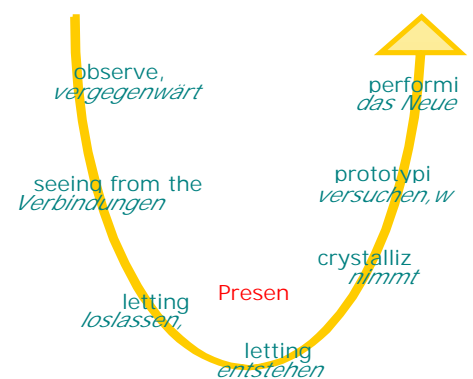 observe,
vergegenwärt
seeing from the
Verbindungen
letting
loslassen,
Presen
letting
entstehen
crystalliz
nimmt
prototypi
versuchen,w
performi
das Neue